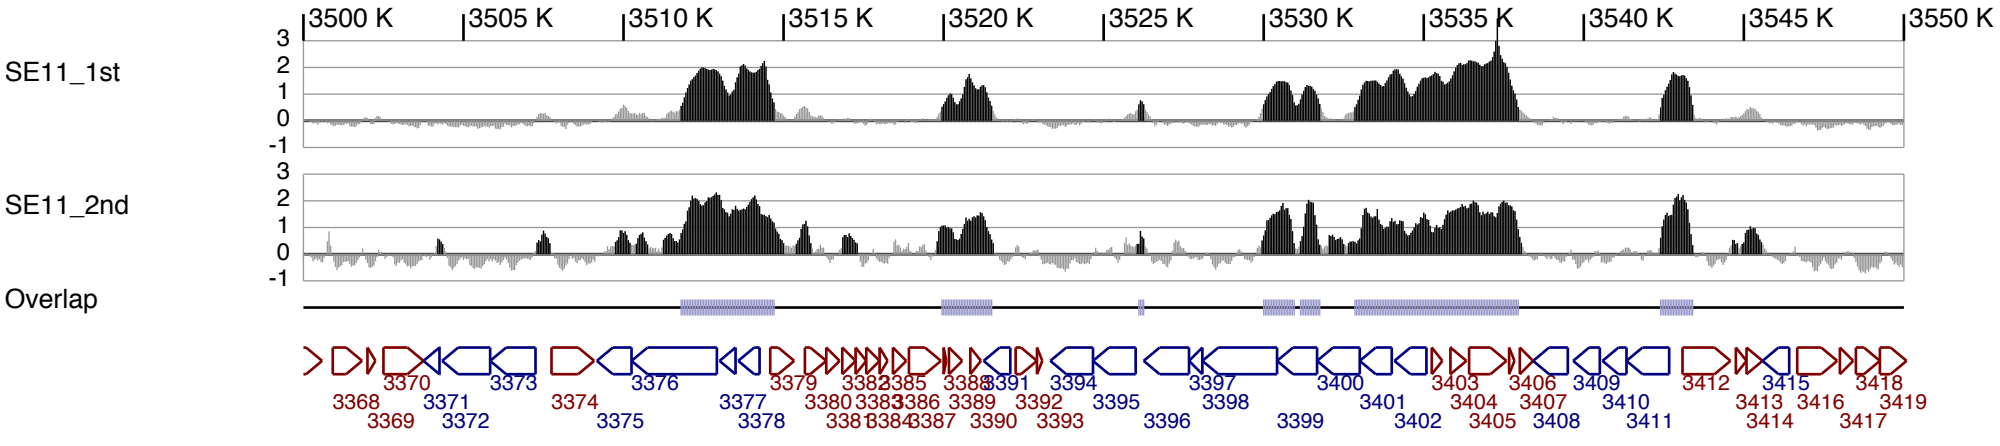 3500 K 3505 K 3510 K 3515 K 3520 K 3525 K 3530 K 3535 K 3540 K 3545 K 3550 K
3
SE11_1st 2
1
0
-1
3
SE11_2nd 2
1
0
-1
Overlap
3370 3373 3376 3379 3382 3385 3388 3391 3394 3397 3400 3403 3406 3409 3412 3415 3418
3368 3371 3374 3377 3380 3383 3386 3389 3392 3395 3398 3401 3404 3407 3410 3413 3416 3419
3369 3372 3375 3378 3381 3384 3387 3390 3393 3396 3399 3402 3405 3408 3411 3414 3417